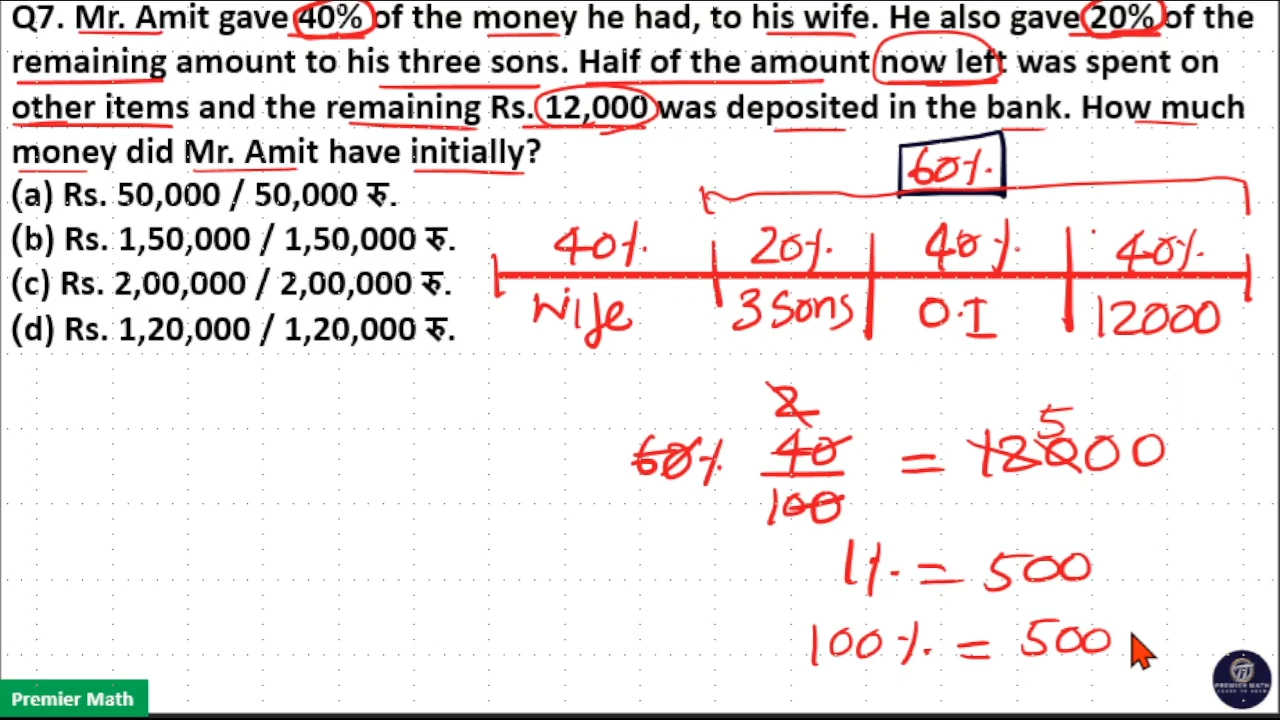 Q7. Mr. Amit gave 40% of the money he had, to his wife. He also gave 20% of the
remaining amount to his three sons. Half of the amount now left was spent on
other items and the remaining Rs. 12,000 was deposited in the bank. How much
money did Mr. Amit have initially?
(a) Rs. 50,000 / 50,000 रु.
(b) Rs. 1,50,000 / 1,50,000 रु.
(c) Rs. 2,00,000 / 2,00,000 रु.
(d) Rs. 1,20,000 / 1,20,000 रु.
60%
40% 20% 40% 40%
Wife 3 Sons O.I 12000
2 5
60% 40 = 12000
100
1% = 500
100% = 500
Premier Math
PREMIER MATH